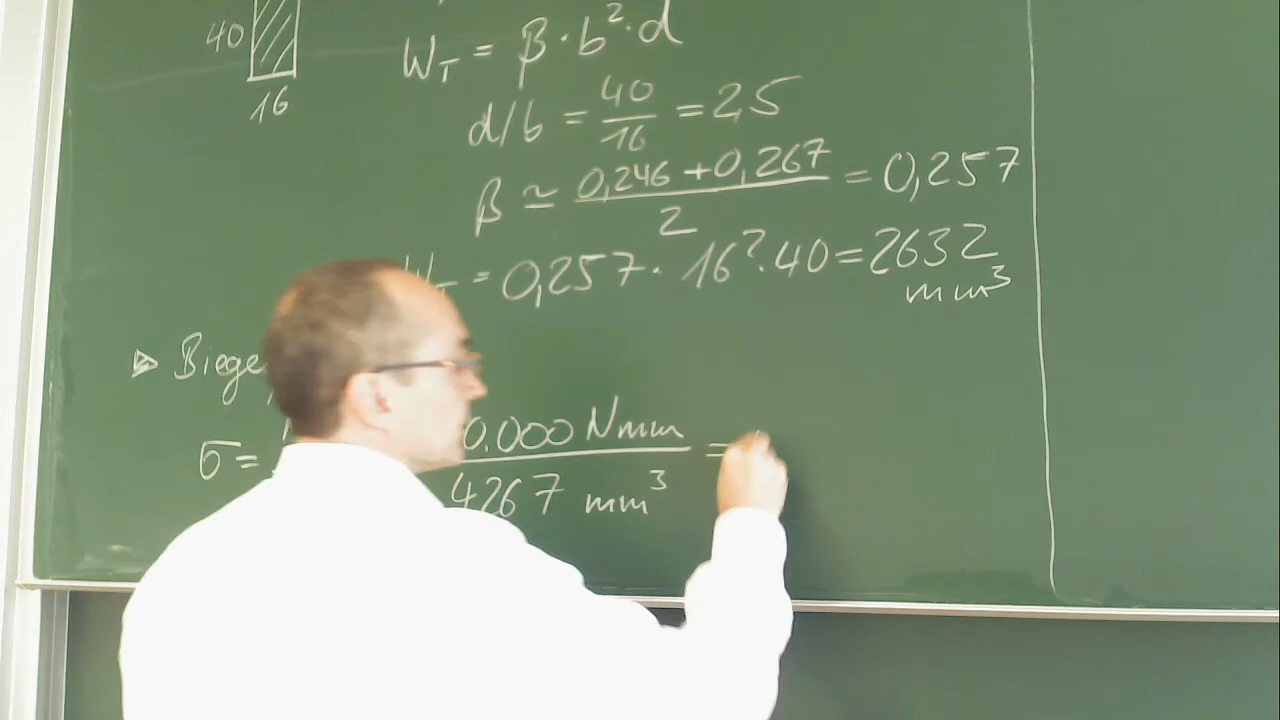 40
16
W_T = β · b² · d
d/b = 40/16 = 2,5
β ≃ (0,246 + 0,267)/2 = 0,257
= 0,257 · 16² · 40 = 2632
mm³
▷ Biege
σ = 0.000 Nmm / 4267 mm³ =